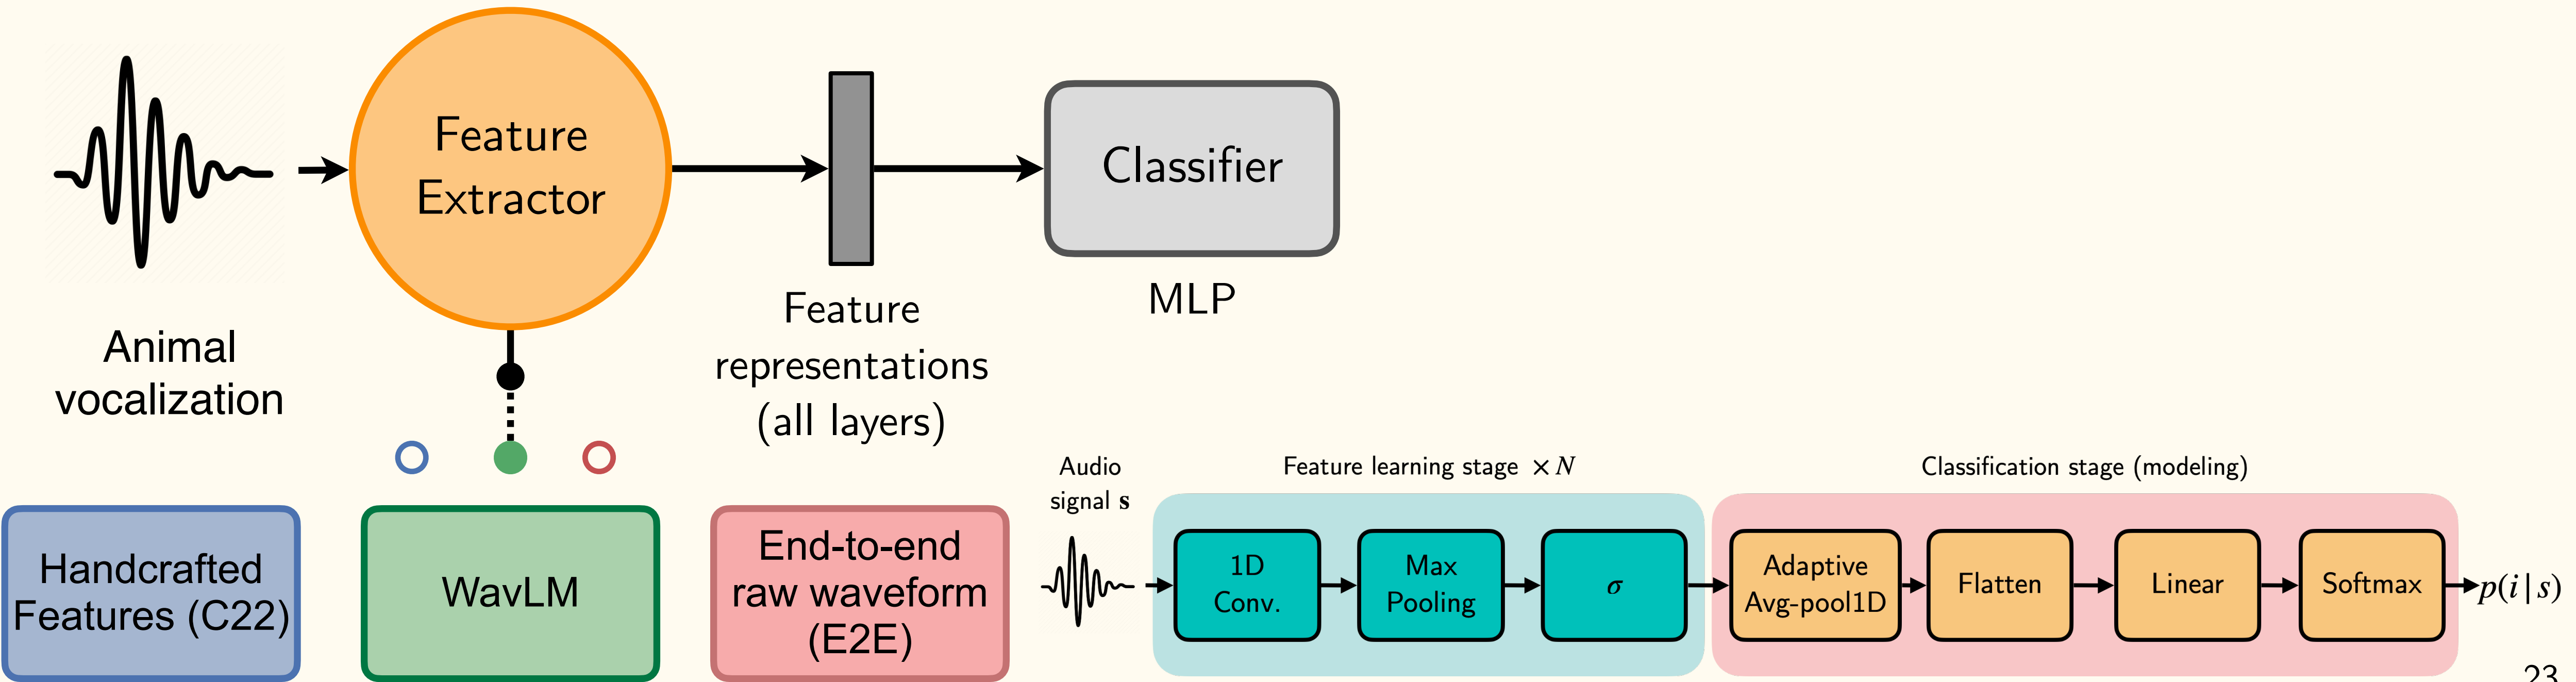 Feature
Extractor
Classifier
MLP
Animal
vocalization
Feature
representations
(all layers)
Handcrafted
Features (C22)
WavLM
End-to-end
raw waveform
(E2E)
Audio
signal s
Feature learning stage × N
1D
Conv.
Max
Pooling
σ
Classification stage (modeling)
Adaptive
Avg-pool1D
Flatten
Linear
Softmax
p(i|s)
23